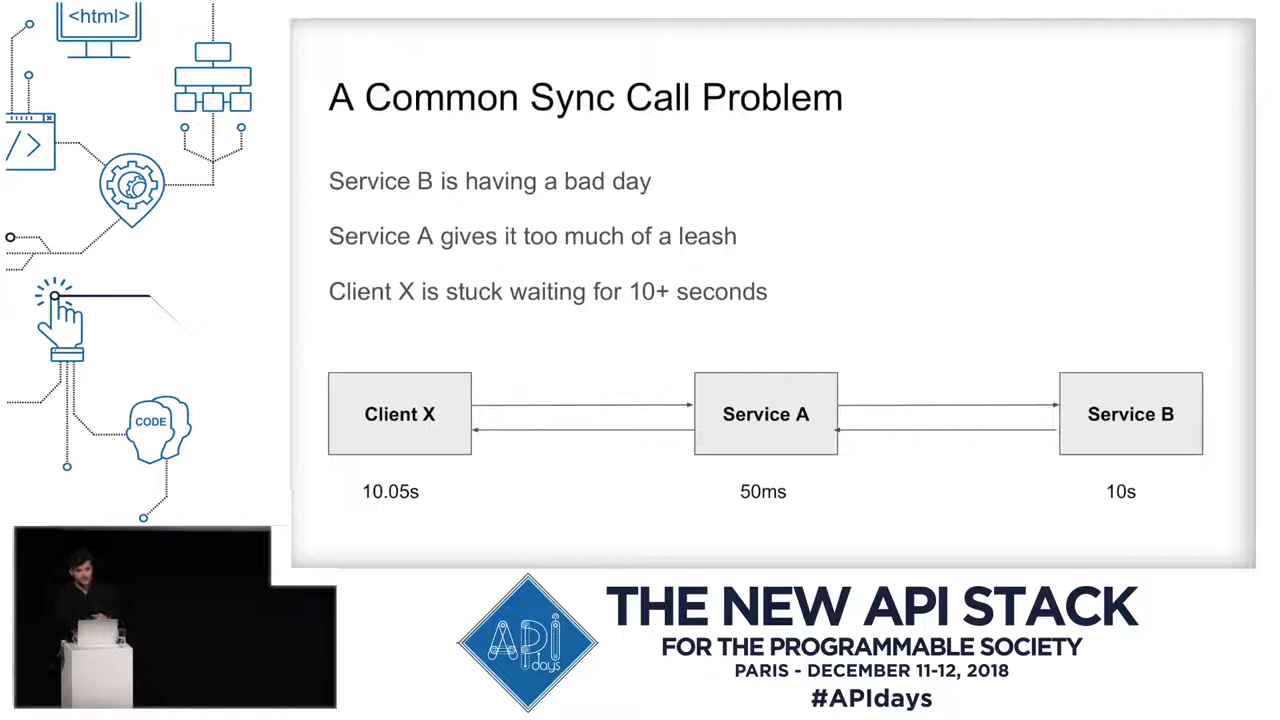 <html>
A Common Sync Call Problem
Service B is having a bad day
Service A gives it too much of a leash
Client X is stuck waiting for 10+ seconds
</>
CODE
Client X
Service A
Service B
10.05s
50ms
10s
API
days
THE NEW API STACK
FOR THE PROGRAMMABLE SOCIETY
PARIS - DECEMBER 11-12, 2018
#APIdays